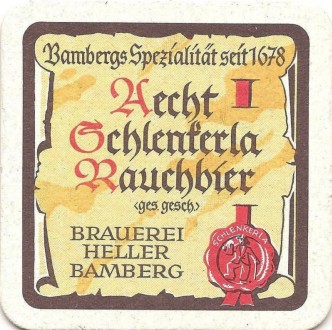 Bambergs Spezialität seit 1678
Aecht
Schlenkerla
Rauchbier
‹ges. gesch.›
BRAUEREI
HELLER
BAMBERG
SCHLENKERLA